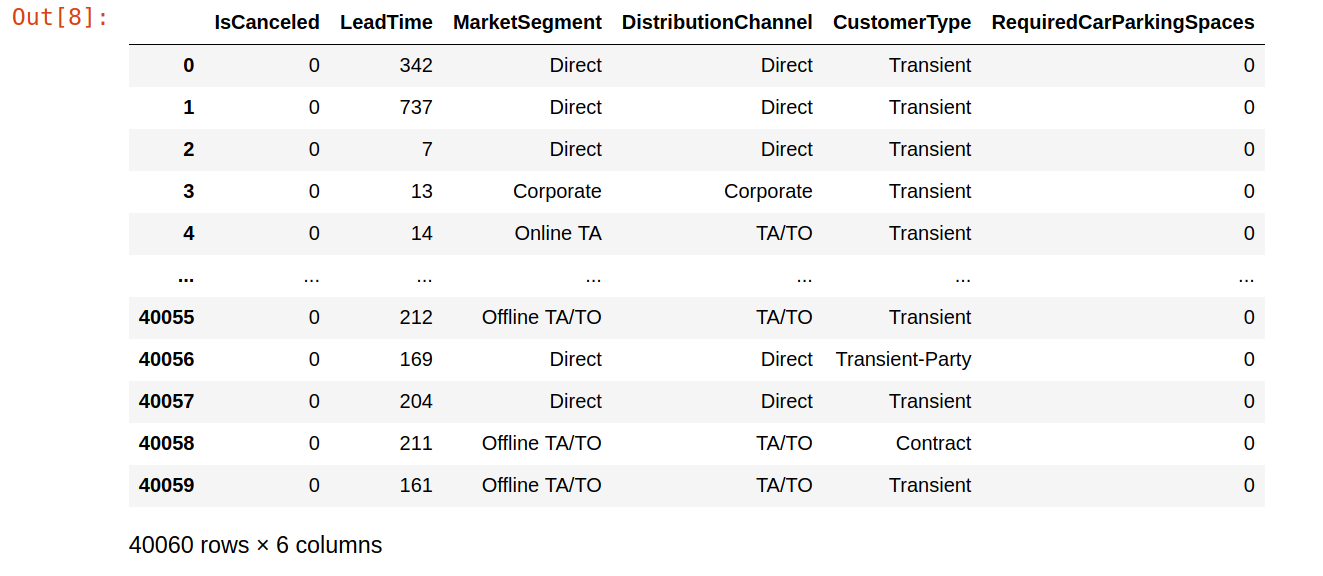 Out[8]:
IsCanceled LeadTime MarketSegment DistributionChannel CustomerType RequiredCarParkingSpaces
0 0 342 Direct Direct Transient 0
1 0 737 Direct Direct Transient 0
2 0 7 Direct Direct Transient 0
3 0 13 Corporate Corporate Transient 0
4 0 14 Online TA TA/TO Transient 0
... ... ... ... ... ... ...
40055 0 212 Offline TA/TO TA/TO Transient 0
40056 0 169 Direct Direct Transient-Party 0
40057 0 204 Direct Direct Transient 0
40058 0 211 Offline TA/TO TA/TO Contract 0
40059 0 161 Offline TA/TO TA/TO Transient 0
40060 rows × 6 columns